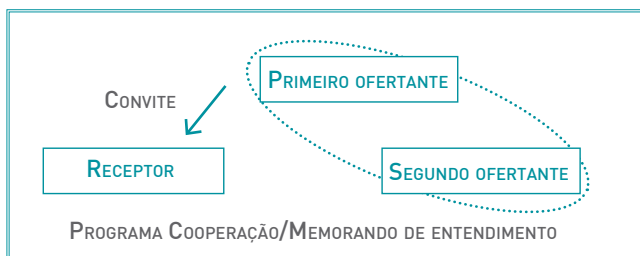 Primeiro ofertante
Convite
Receptor
Segundo ofertante
Programa Cooperação/Memorando de entendimento